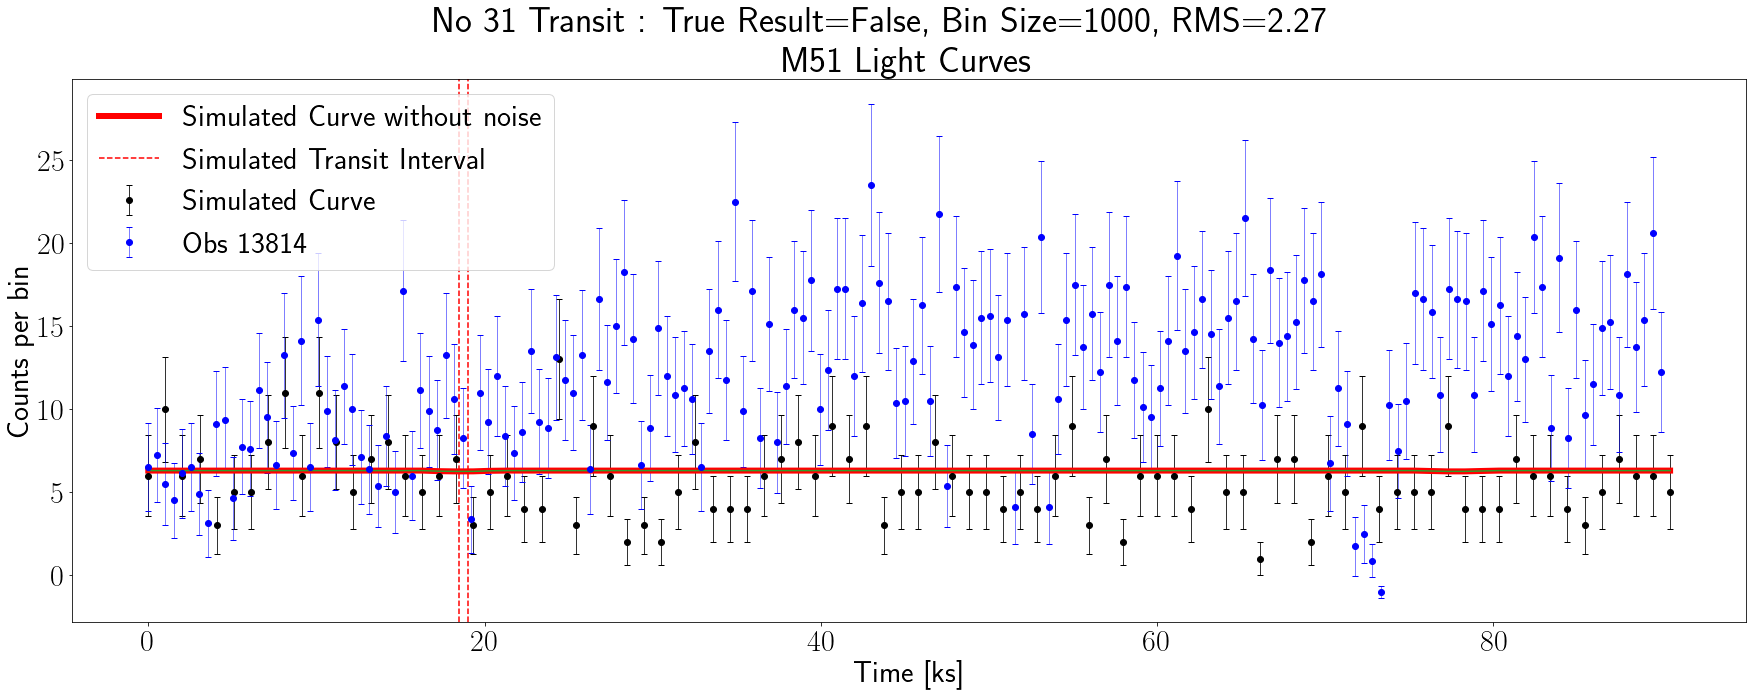 No 31 Transit : True Result=False, Bin Size=1000, RMS=2.27
M51 Light Curves
Simulated Curve without noise
Simulated Transit Interval
Simulated Curve
Obs 13814
Counts per bin
25
20
15
10
5
0
0 20 40 60 80
Time [ks]